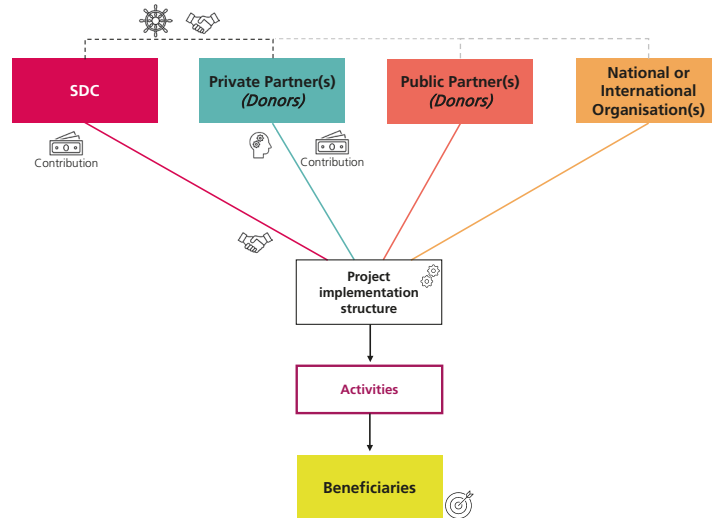 SDC
Private Partner(s)
(Donors)
Public Partner(s)
(Donors)
National or
International
Organisation(s)
Contribution
Contribution
Project
implementation
structure
Activities
Beneficiaries